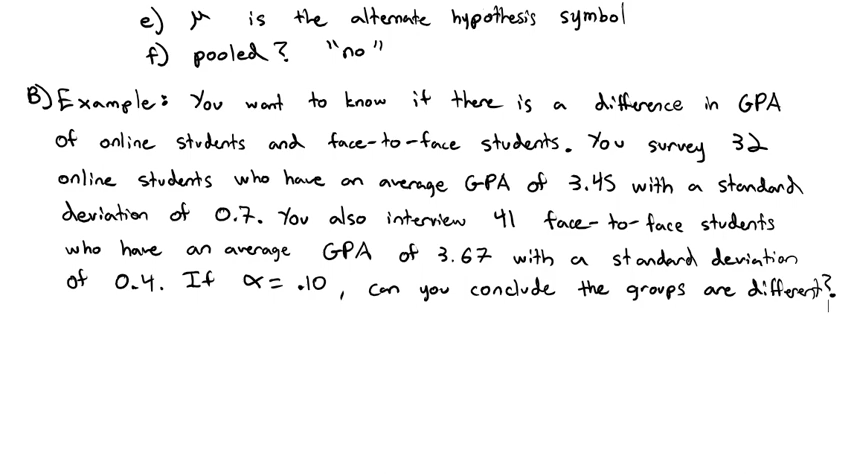 e) μ is the alternate hypothesis symbol
f) pooled? "no"
B) Example: You want to know if there is a difference in GPA
of online students and face-to-face students. You survey 32
online students who have an average GPA of 3.45 with a standard
deviation of 0.7. You also interview 41 face-to-face students
who have an average GPA of 3.67 with a standard deviation
of 0.4. If α = .10, can you conclude the groups are different?